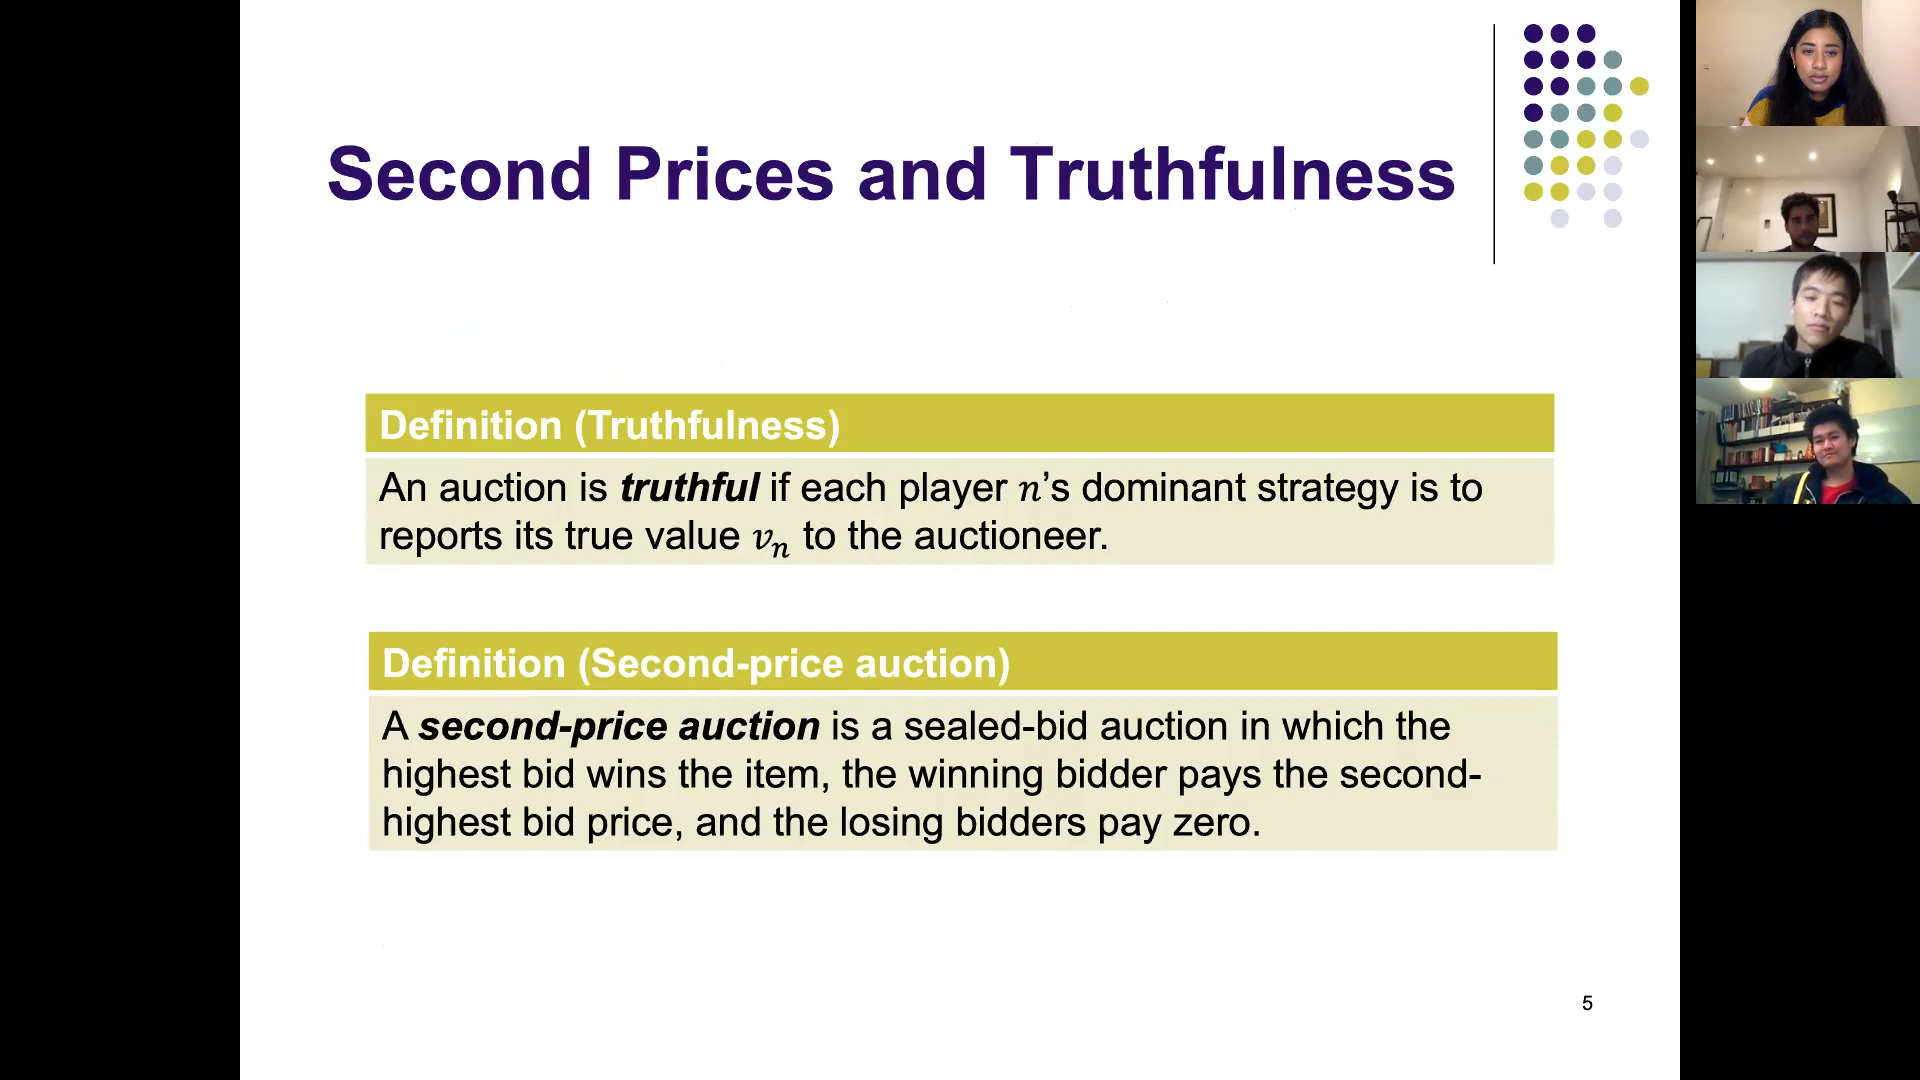 Second Prices and Truthfulness
Definition (Truthfulness)
An auction is truthful if each player n’s dominant strategy is to
reports its true value vₙ to the auctioneer.
Definition (Second-price auction)
A second-price auction is a sealed-bid auction in which the
highest bid wins the item, the winning bidder pays the second-
highest bid price, and the losing bidders pay zero.
5